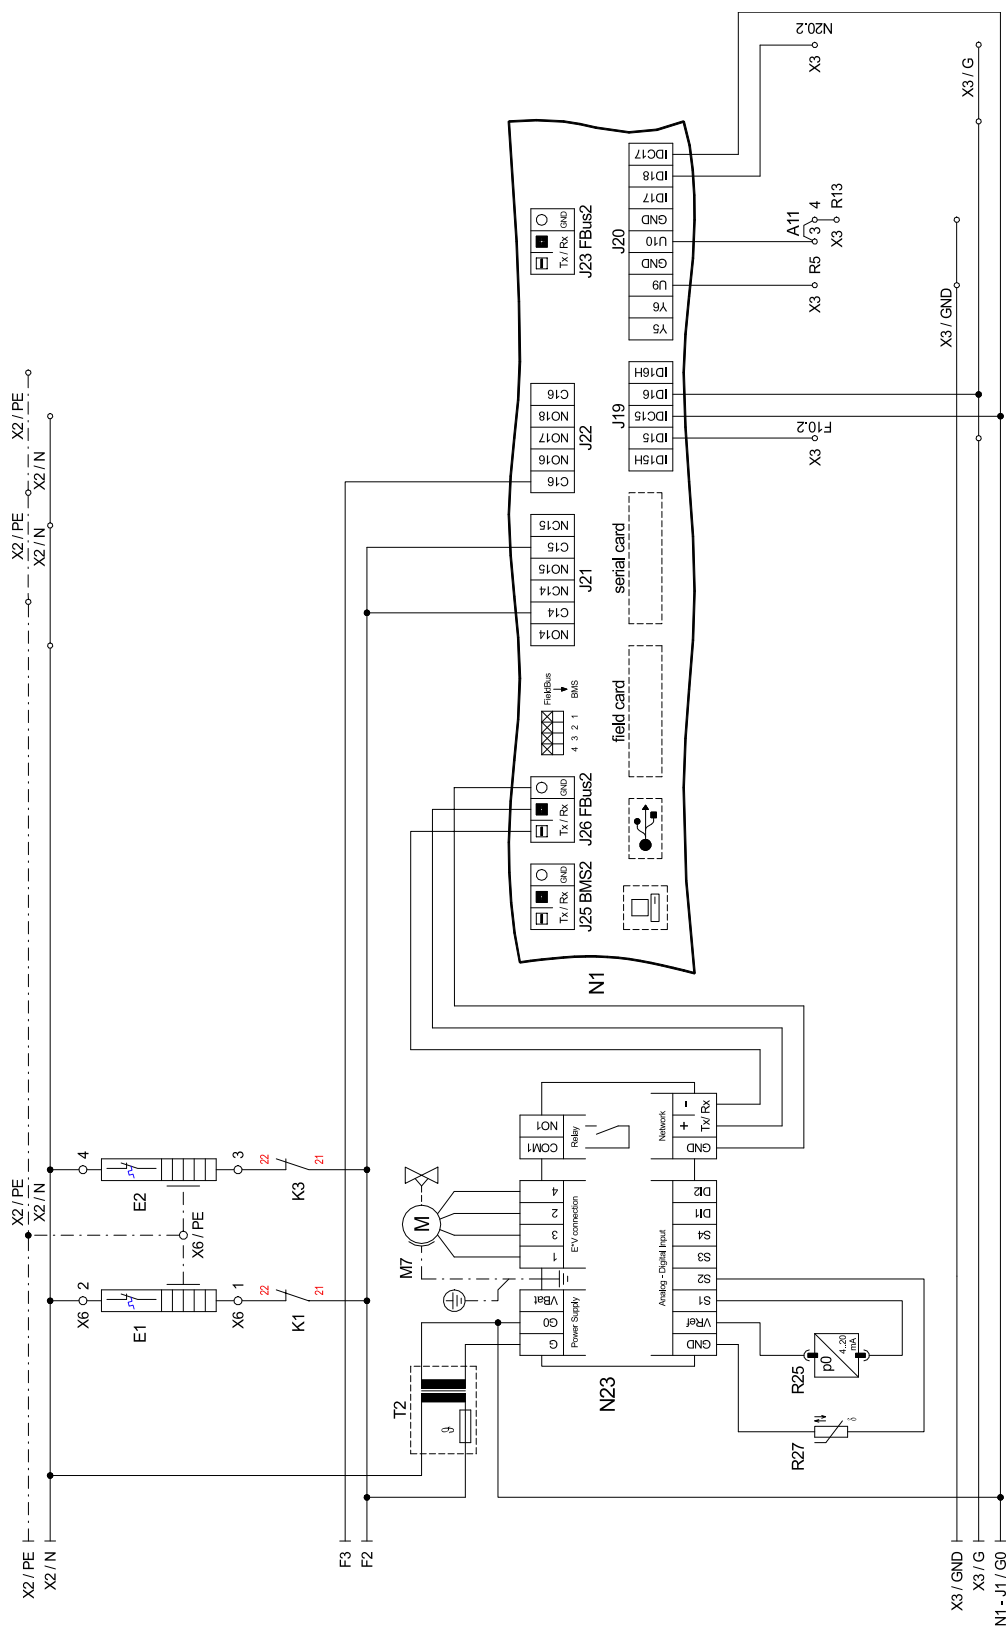 X2 / PE
X2 / N
X2 / PE
X2 / N
X2 / PE
X2 / N
X2 / PE
X2 / N
X6 2
E1
X6 1
22
21
K1
X6 / PE
4
E2
3
22
21
K3
F3
F2
T2
ϑ
M7
M
N23
G
G0
VBat
Power Supply
1
3
2
4
E*V connection
COM1
NO1
Relay
GND
VRef
S1
S2
S3
S4
DI1
DI2
Analog - Digital Input
GND
+
-
Tx/ Rx
Network
R25
p0
4...20
mA
R27
δ
N1
Tx / Rx
GND
J25 BMS2
Tx / Rx
GND
J26 FBus2
4 3 2 1
FieldBus
BMS
NO14
C14
NC14
NO15
C15
NC15
J21
C16
NO16
NO17
NO18
C16
J22
Tx / Rx
GND
J23 FBus2
field card
serial card
J19
ID15H
ID15
IDC15
ID16
ID16H
J20
Y5
Y6
U9
GND
U10
GND
ID17
ID18
IDC17
X3
F10.2
X3 R5
A11
3 4
X3 R13
X3
N20.2
X3 / GND
X3 / G
X3 / GND
X3 / G
N1 - J1 / G0